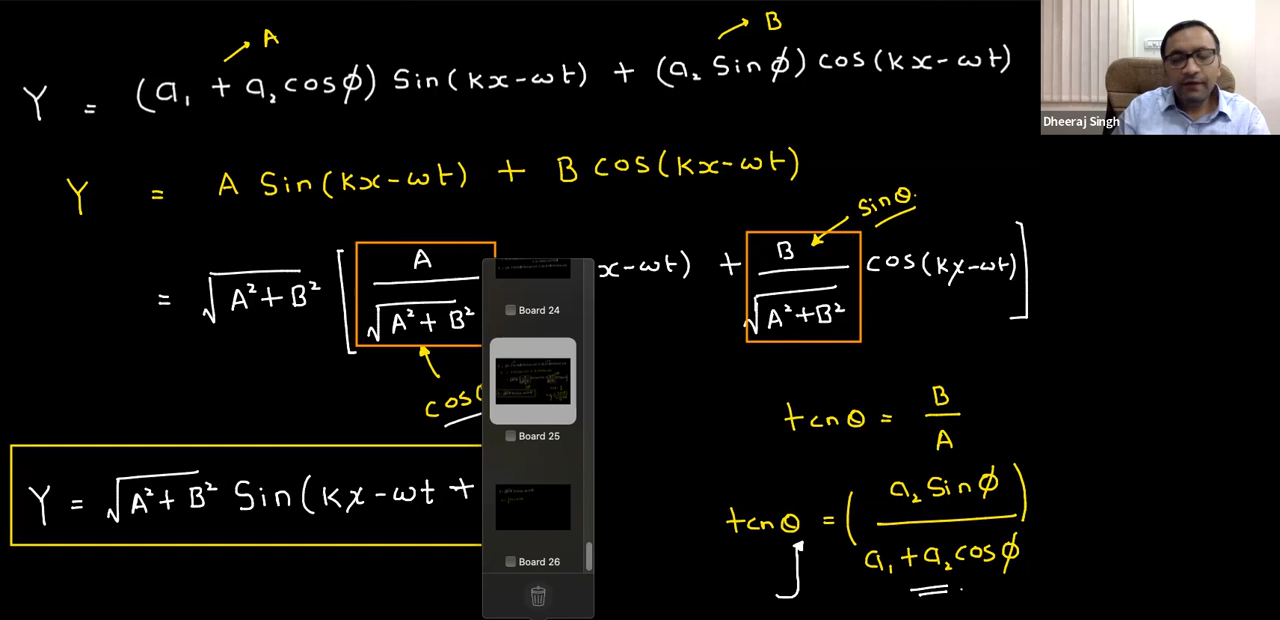 A
B
Y = (a₁ + a₂ cosϕ) Sin(kx-ωt) + (a₂ Sinϕ) cos(kx-ωt)
Dheeraj Singh
Y = A Sin(kx-ωt) + B cos(kx-ωt)
Sinθ
= √A²+B² [ A/√A²+B² x-ωt) + B/√A²+B² cos(kx-ωt) ]
Board 24
cos
Board 25
tanθ = B/A
Y = √A²+B² Sin(kx-ωt +
tanθ = (a₂ Sinϕ / a₁+a₂cosϕ)
Board 26